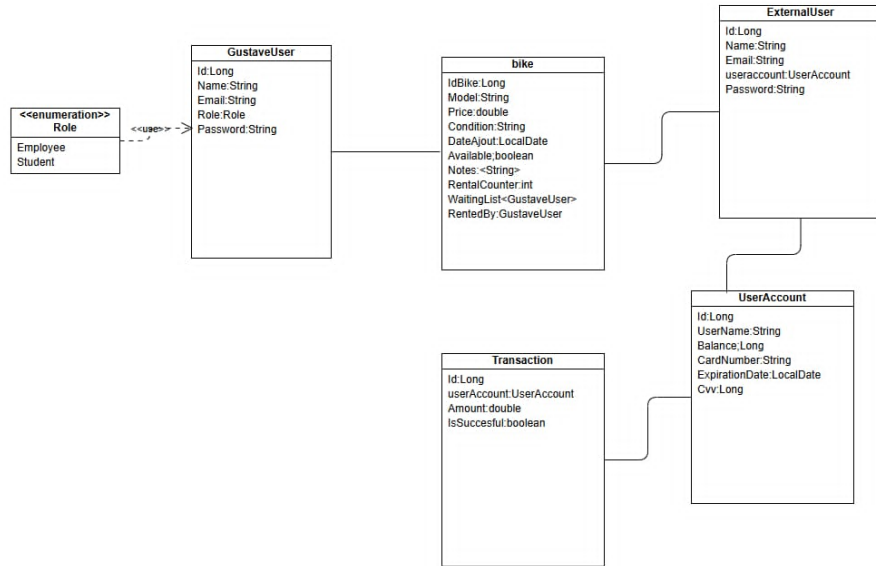 <<enumeration>>
Role
Employee
Student
<<use>>
GustaveUser
Id:Long
Name:String
Email:String
Role:Role
Password:String
bike
IdBike:Long
Model:String
Price:double
Condition:String
DateAjout:LocalDate
Available;boolean
Notes:<String>
RentalCounter:int
WaitingList<GustaveUser>
RentedBy:GustaveUser
ExternalUser
Id:Long
Name:String
Email:String
useraccount:UserAccount
Password:String
Transaction
Id:Long
userAccount:UserAccount
Amount:double
IsSuccesful:boolean
UserAccount
Id:Long
UserName:String
Balance;Long
CardNumber:String
ExpirationDate:LocalDate
Cvv:Long